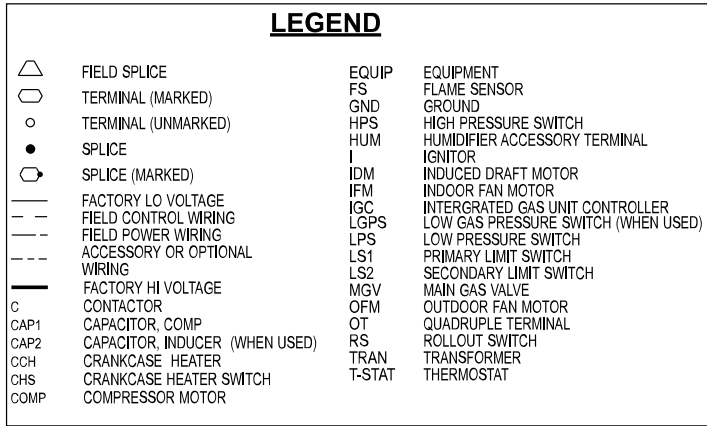 LEGEND
FIELD SPLICE
TERMINAL (MARKED)
TERMINAL (UNMARKED)
SPLICE
SPLICE (MARKED)
FACTORY LO VOLTAGE
FIELD CONTROL WIRING
FIELD POWER WIRING
ACCESSORY OR OPTIONAL
WIRING
FACTORY HI VOLTAGE
C CONTACTOR
CAP1 CAPACITOR, COMP
CAP2 CAPACITOR, INDUCER (WHEN USED)
CCH CRANKCASE HEATER
CHS CRANKCASE HEATER SWITCH
COMP COMPRESSOR MOTOR
EQUIP EQUIPMENT
FS FLAME SENSOR
GND GROUND
HPS HIGH PRESSURE SWITCH
HUM HUMIDIFIER ACCESSORY TERMINAL
I IGNITOR
IDM INDUCED DRAFT MOTOR
IFM INDOOR FAN MOTOR
IGC INTERGRATED GAS UNIT CONTROLLER
LGPS LOW GAS PRESSURE SWITCH (WHEN USED)
LPS LOW PRESSURE SWITCH
LS1 PRIMARY LIMIT SWITCH
LS2 SECONDARY LIMIT SWITCH
MGV MAIN GAS VALVE
OFM OUTDOOR FAN MOTOR
OT QUADRUPLE TERMINAL
RS ROLLOUT SWITCH
TRAN TRANSFORMER
T-STAT THERMOSTAT